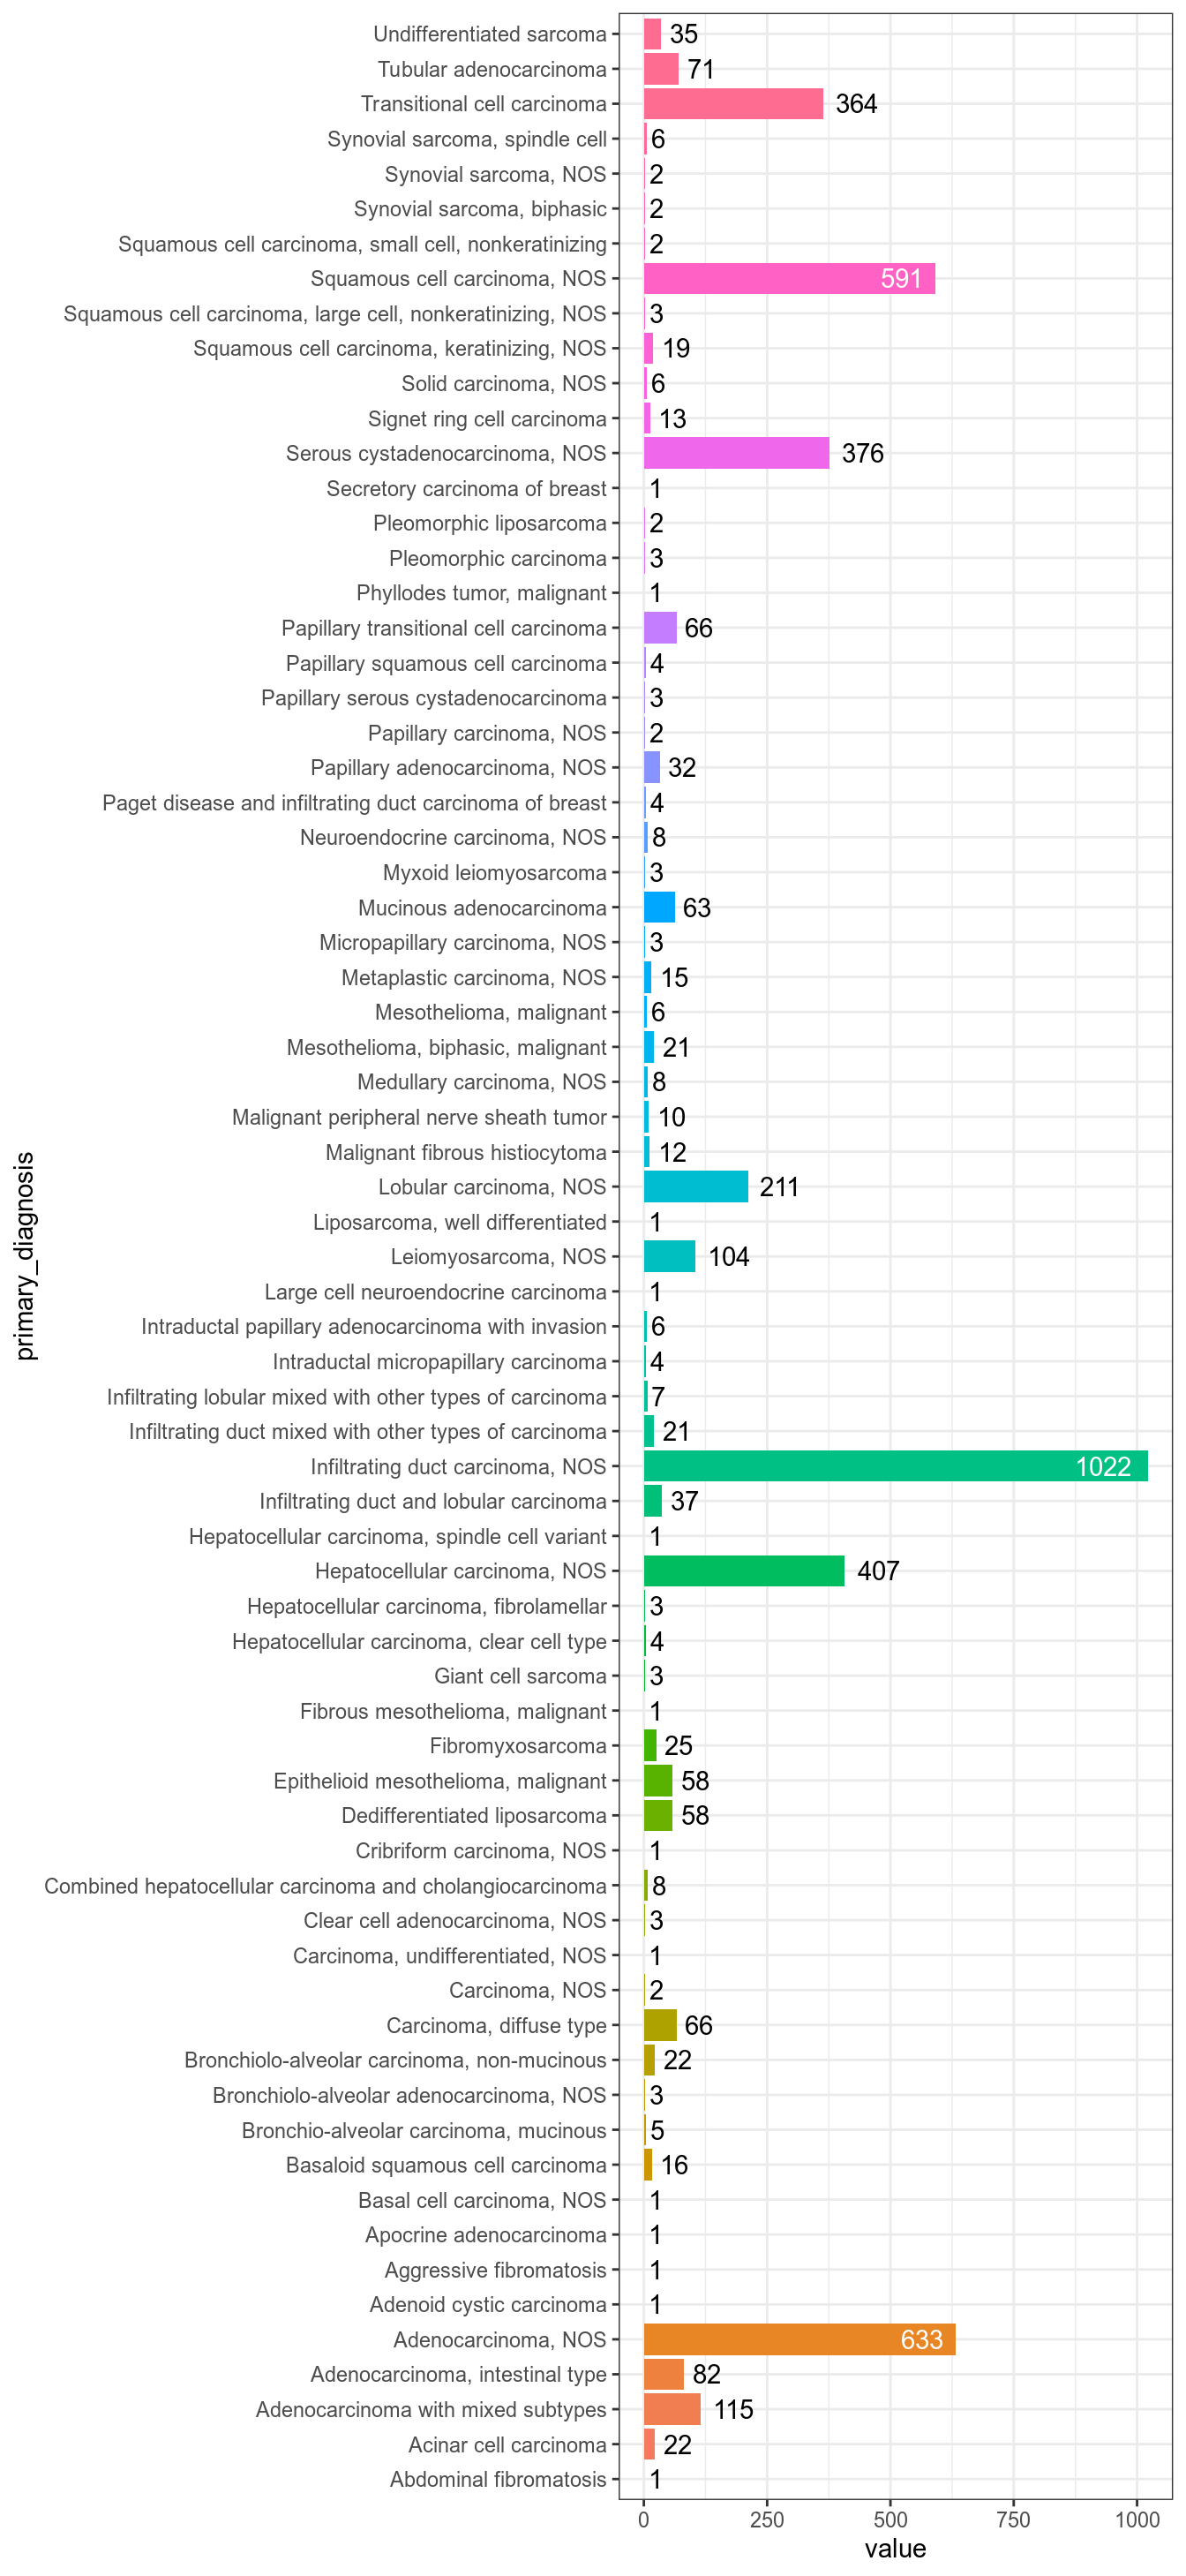 Undifferentiated sarcoma 35
Tubular adenocarcinoma 71
Transitional cell carcinoma 364
Synovial sarcoma, spindle cell 6
Synovial sarcoma, NOS 2
Synovial sarcoma, biphasic 2
Squamous cell carcinoma, small cell, nonkeratinizing 2
Squamous cell carcinoma, NOS 591
Squamous cell carcinoma, large cell, nonkeratinizing, NOS 3
Squamous cell carcinoma, keratinizing, NOS 19
Solid carcinoma, NOS 6
Signet ring cell carcinoma 13
Serous cystadenocarcinoma, NOS 376
Secretory carcinoma of breast 1
Pleomorphic liposarcoma 2
Pleomorphic carcinoma 3
Phyllodes tumor, malignant 1
Papillary transitional cell carcinoma 66
Papillary squamous cell carcinoma 4
Papillary serous cystadenocarcinoma 3
Papillary carcinoma, NOS 2
Papillary adenocarcinoma, NOS 32
Paget disease and infiltrating duct carcinoma of breast 4
Neuroendocrine carcinoma, NOS 8
Myxoid leiomyosarcoma 3
Mucinous adenocarcinoma 63
Micropapillary carcinoma, NOS 3
Metaplastic carcinoma, NOS 15
Mesothelioma, malignant 6
Mesothelioma, biphasic, malignant 21
Medullary carcinoma, NOS 8
Malignant peripheral nerve sheath tumor 10
Malignant fibrous histiocytoma 12
Lobular carcinoma, NOS 211
Liposarcoma, well differentiated 1
Leiomyosarcoma, NOS 104
Large cell neuroendocrine carcinoma 1
Intraductal papillary adenocarcinoma with invasion 6
Intraductal micropapillary carcinoma 4
Infiltrating lobular mixed with other types of carcinoma 7
Infiltrating duct mixed with other types of carcinoma 21
Infiltrating duct carcinoma, NOS 1022
Infiltrating duct and lobular carcinoma 37
Hepatocellular carcinoma, spindle cell variant 1
Hepatocellular carcinoma, NOS 407
Hepatocellular carcinoma, fibrolamellar 3
Hepatocellular carcinoma, clear cell type 4
Giant cell sarcoma 3
Fibrous mesothelioma, malignant 1
Fibromyxosarcoma 25
Epithelioid mesothelioma, malignant 58
Dedifferentiated liposarcoma 58
Cribriform carcinoma, NOS 1
Combined hepatocellular carcinoma and cholangiocarcinoma 8
Clear cell adenocarcinoma, NOS 3
Carcinoma, undifferentiated, NOS 1
Carcinoma, NOS 2
Carcinoma, diffuse type 66
Bronchiolo-alveolar carcinoma, non-mucinous 22
Bronchiolo-alveolar adenocarcinoma, NOS 3
Bronchio-alveolar carcinoma, mucinous 5
Basaloid squamous cell carcinoma 16
Basal cell carcinoma, NOS 1
Apocrine adenocarcinoma 1
Aggressive fibromatosis 1
Adenoid cystic carcinoma 1
Adenocarcinoma, NOS 633
Adenocarcinoma, intestinal type 82
Adenocarcinoma with mixed subtypes 115
Acinar cell carcinoma 22
Abdominal fibromatosis 1
0 250 500 750 1000
value
primary_diagnosis